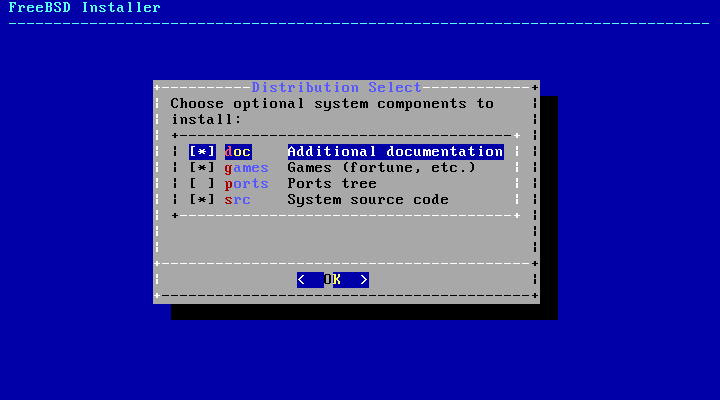 FreeBSD Installer
Distribution Select
Choose optional system components to
install:
[*] doc Additional documentation
[*] games Games (fortune, etc.)
[ ] ports Ports tree
[*] src System source code
< OK >